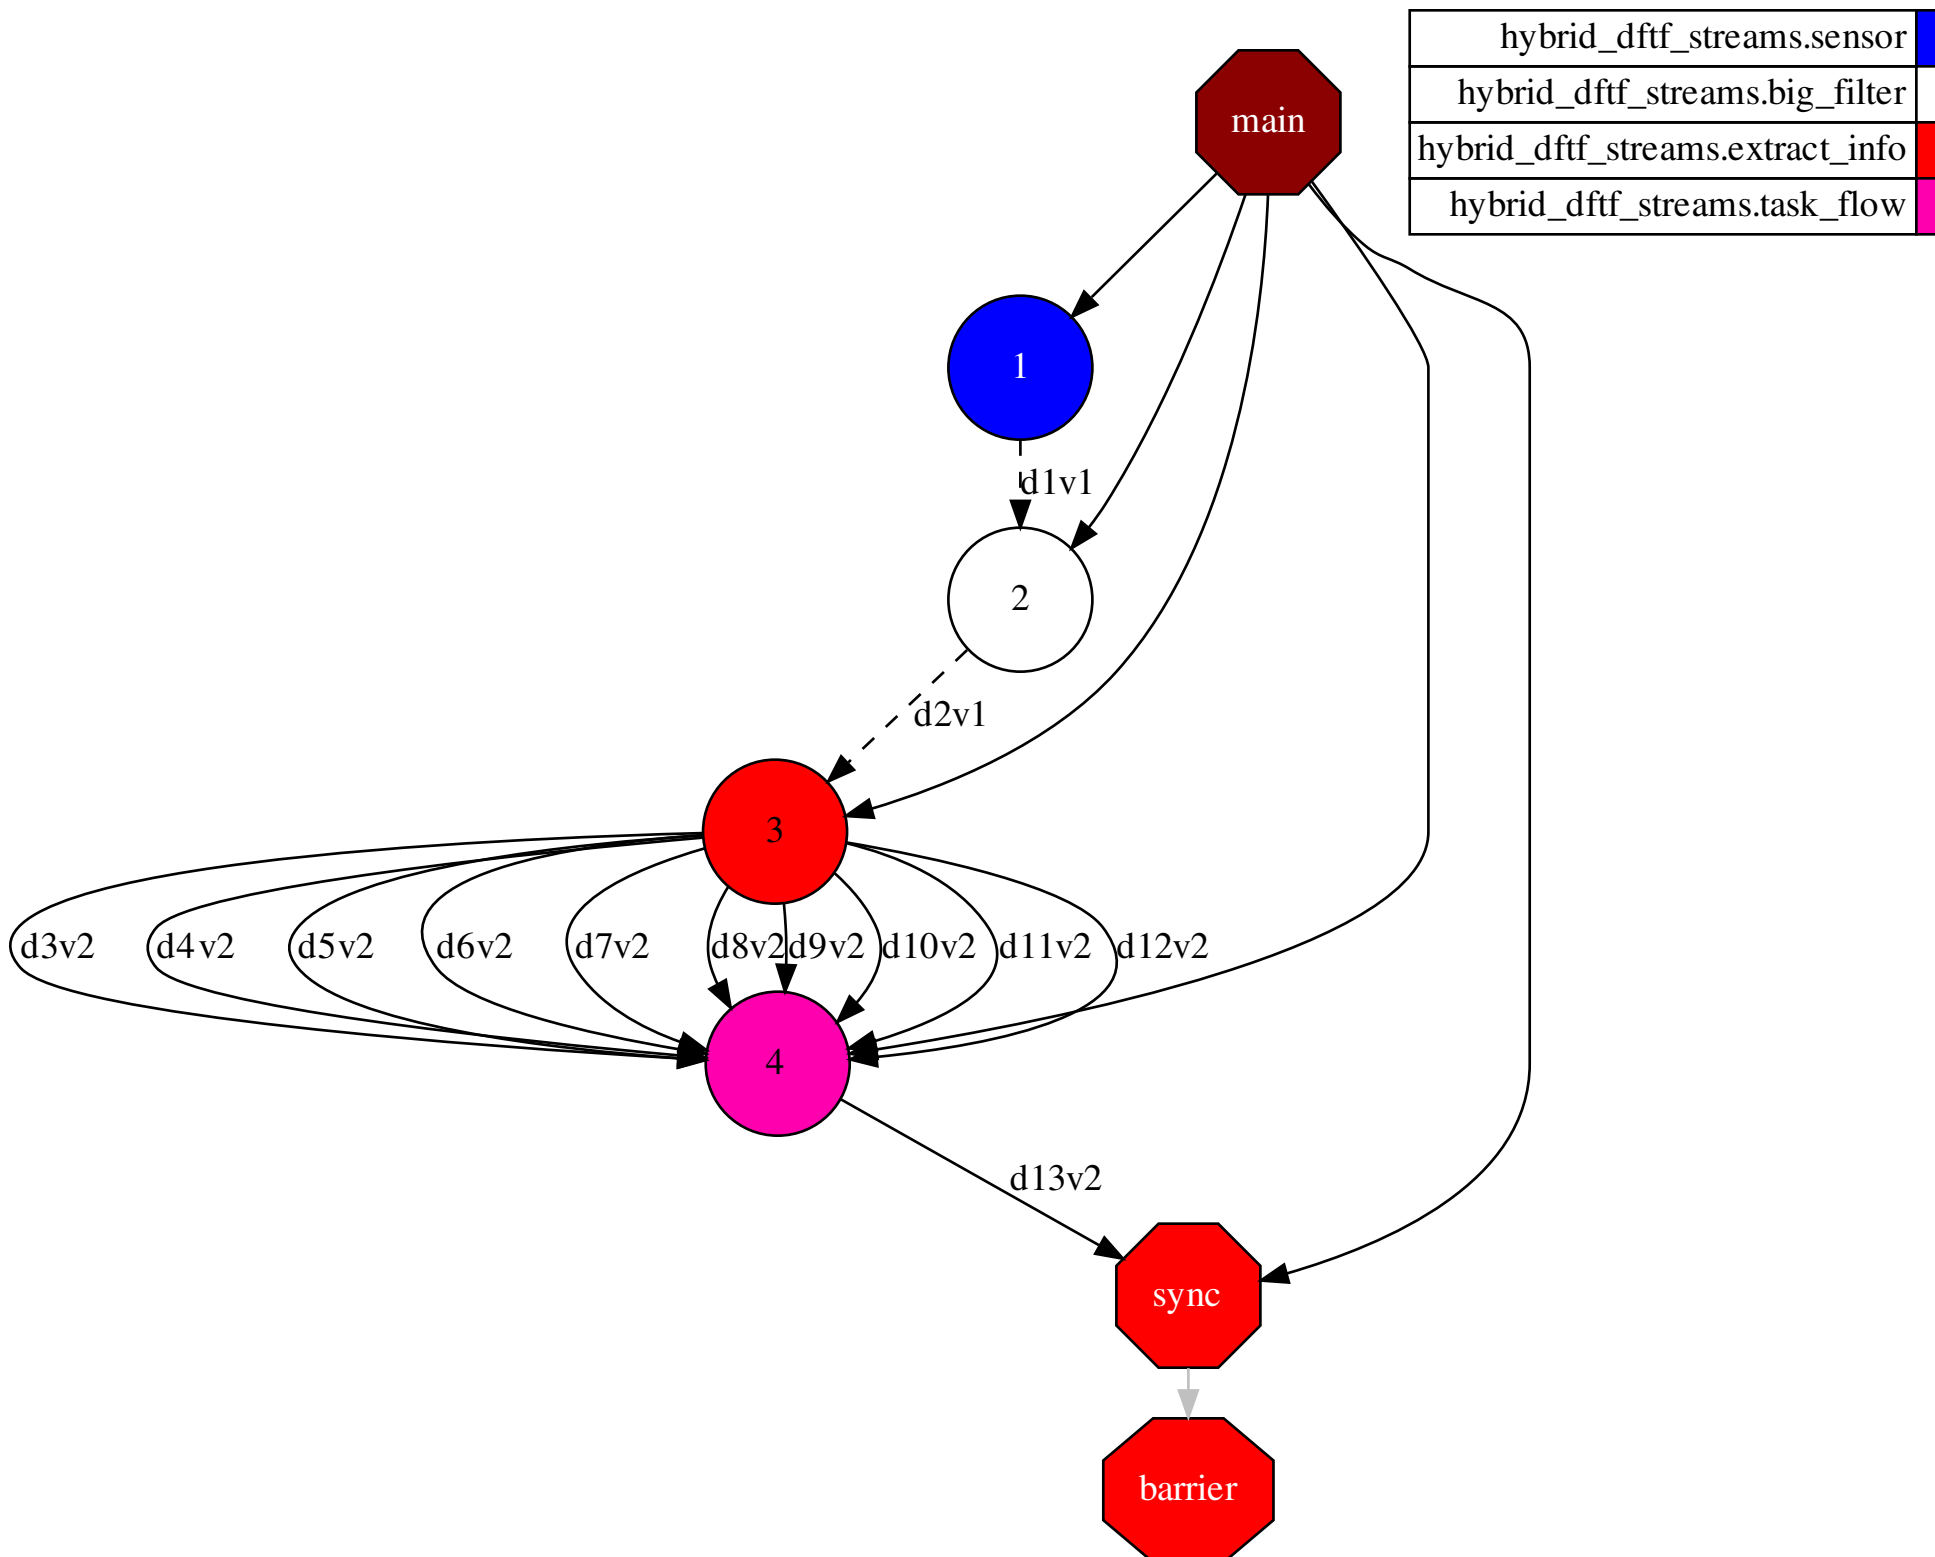 hybrid_dftf_streams.sensor
hybrid_dftf_streams.big_filter
hybrid_dftf_streams.extract_info
hybrid_dftf_streams.task_flow
main
1
d1v1
2
d2v1
3
d3v2 d4v2 d5v2 d6v2 d7v2 d8v2 d9v2 d10v2 d11v2 d12v2
4
d13v2
sync
barrier